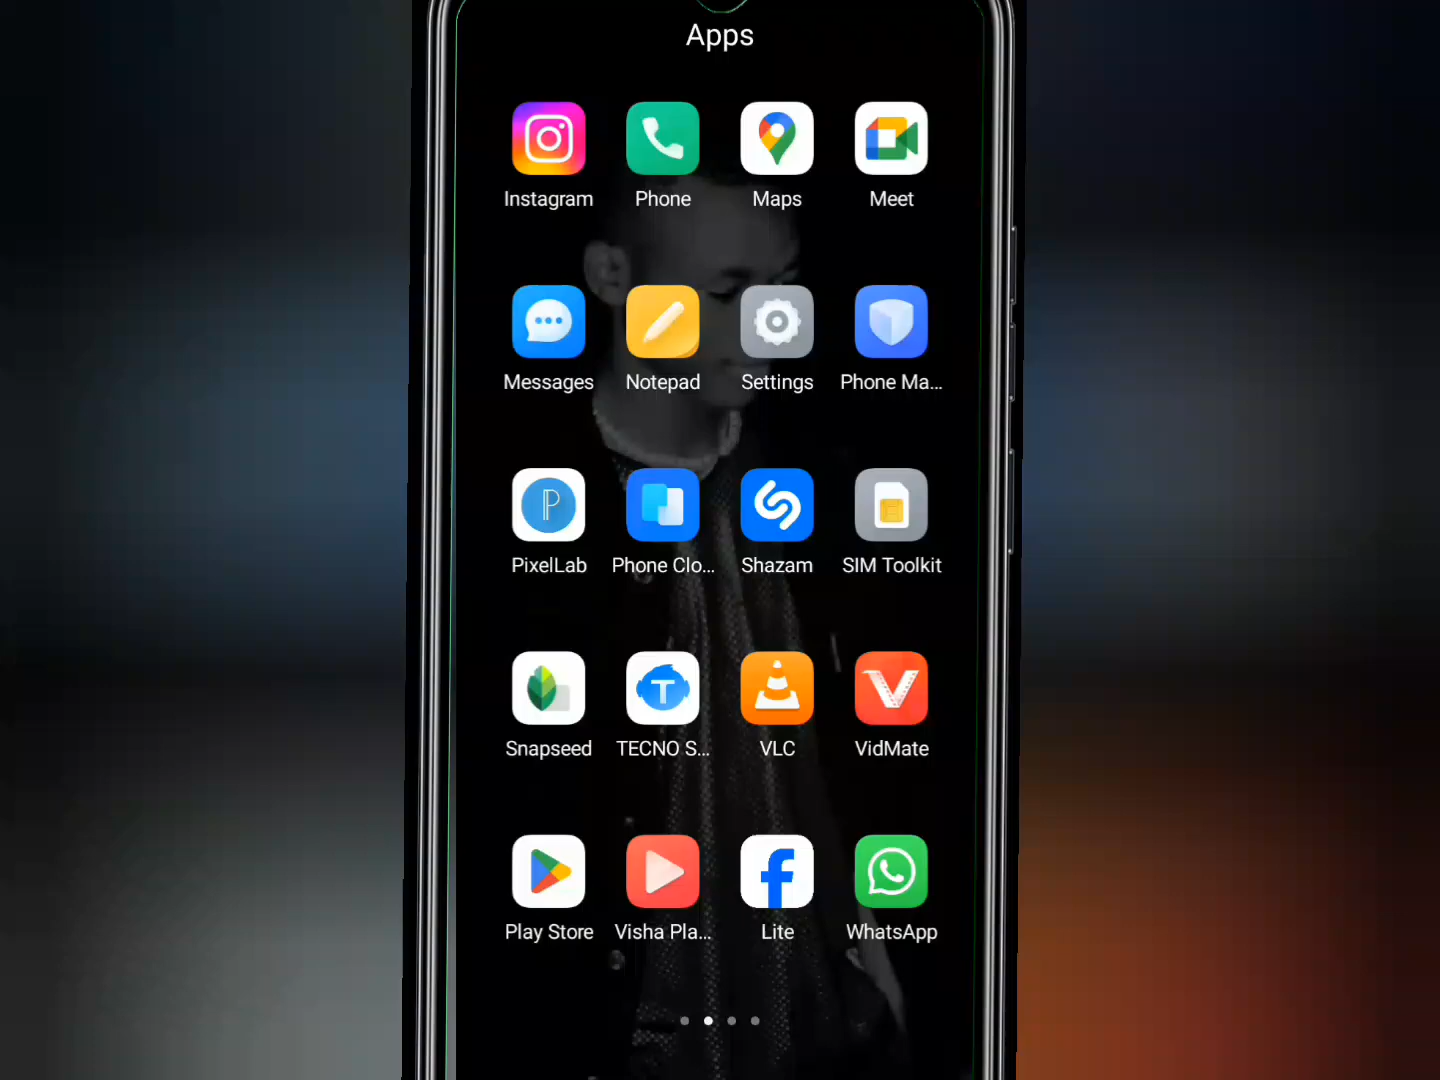 Apps
Instagram
Phone
Maps
Meet
Messages
Notepad
Settings
Phone Ma...
PixelLab
Phone Clo...
Shazam
SIM Toolkit
Snapseed
TECNO S...
VLC
VidMate
Play Store
Visha Pla...
Lite
WhatsApp